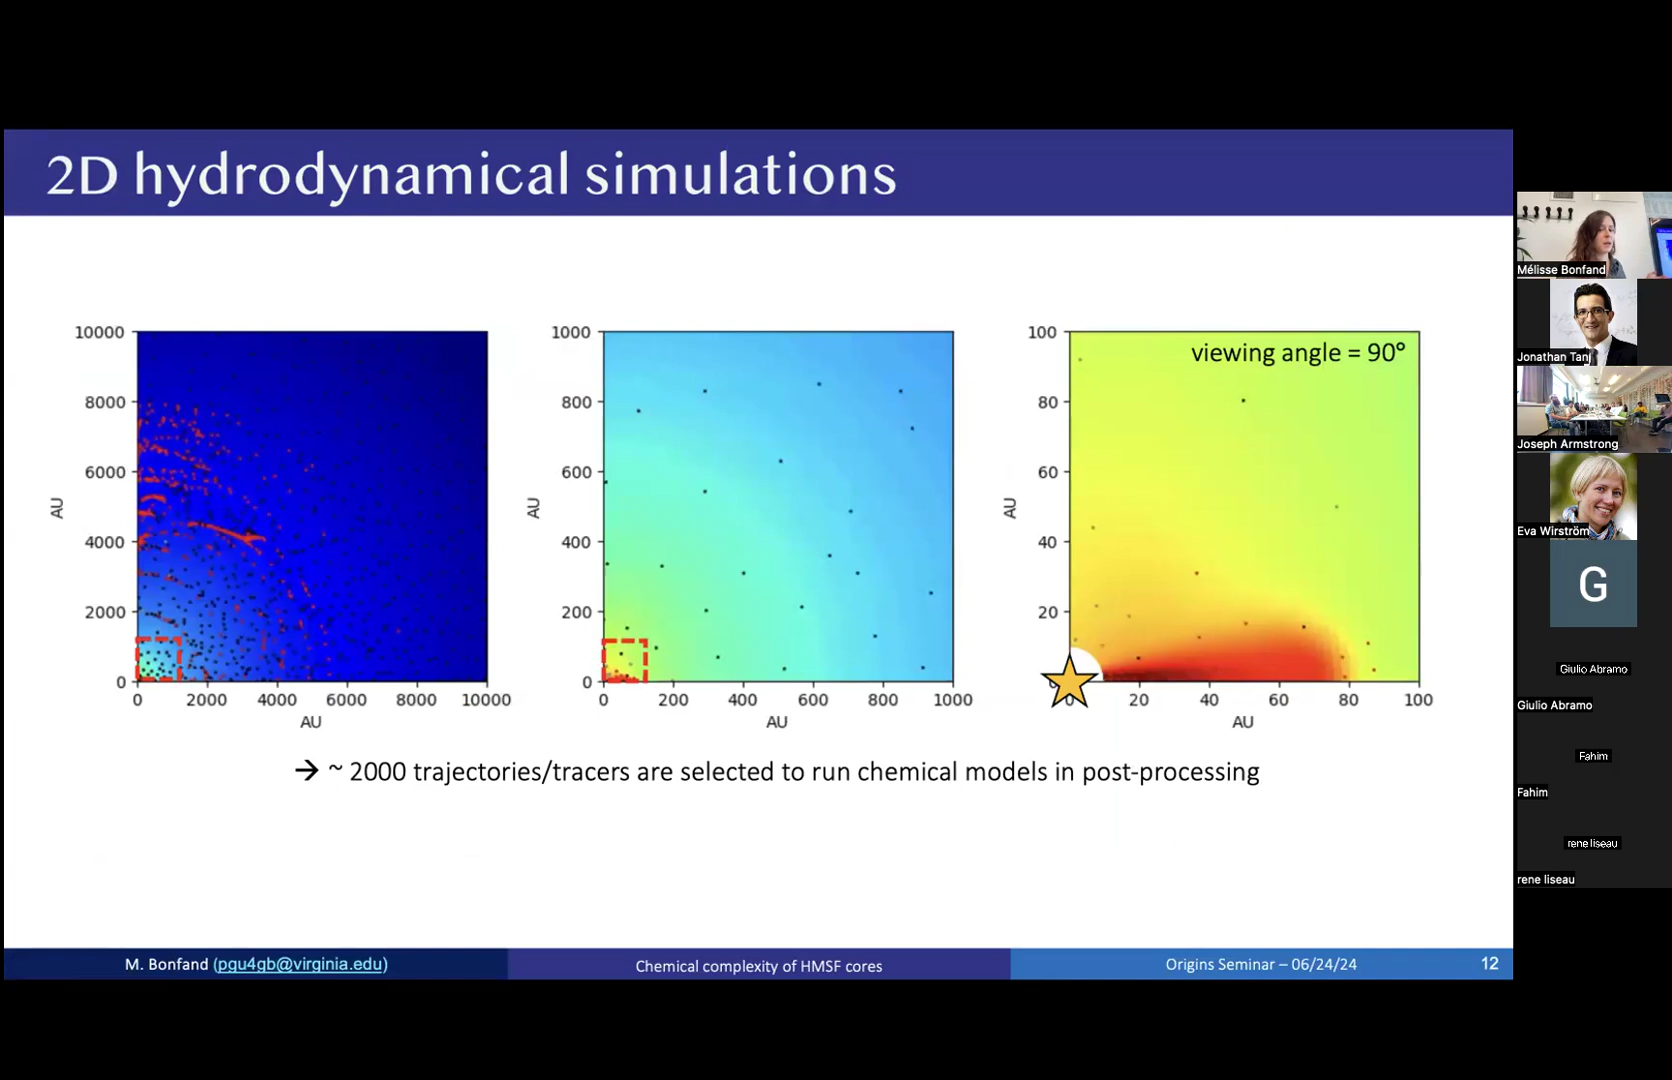 2D hydrodynamical simulations
10000
8000
6000
4000
2000
0
AU
0 2000 4000 6000 8000 10000
AU
1000
800
600
400
200
0
AU
0 200 400 600 800 1000
AU
viewing angle = 90°
100
80
60
40
20
0
AU
0 20 40 60 80 100
AU
→ ~ 2000 trajectories/tracers are selected to run chemical models in post-processing
M. Bonfand (pgu4gb@virginia.edu)
Chemical complexity of HMSF cores
Origins Seminar – 06/24/24
12
Mélisse Bonfand
Jonathan Tan
Joseph Armstrong
Eva Wirström
G
Giulio Abramo
Giulio Abramo
Fahim
Fahim
rene liseau
rene liseau